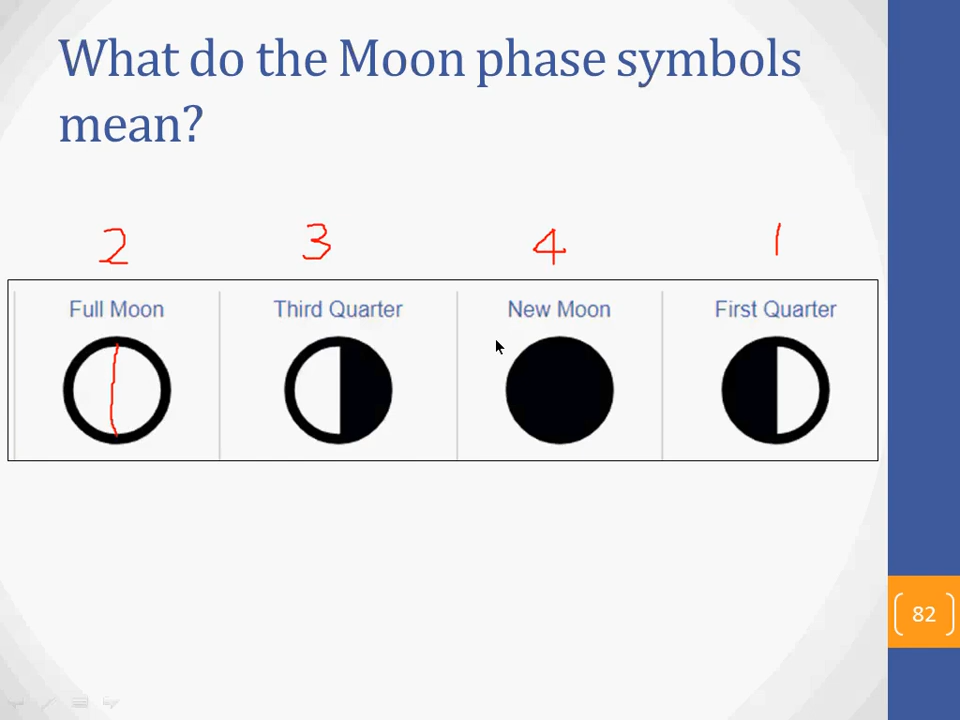 What do the Moon phase symbols
mean?
2 3 4 1
Full Moon Third Quarter New Moon First Quarter
82